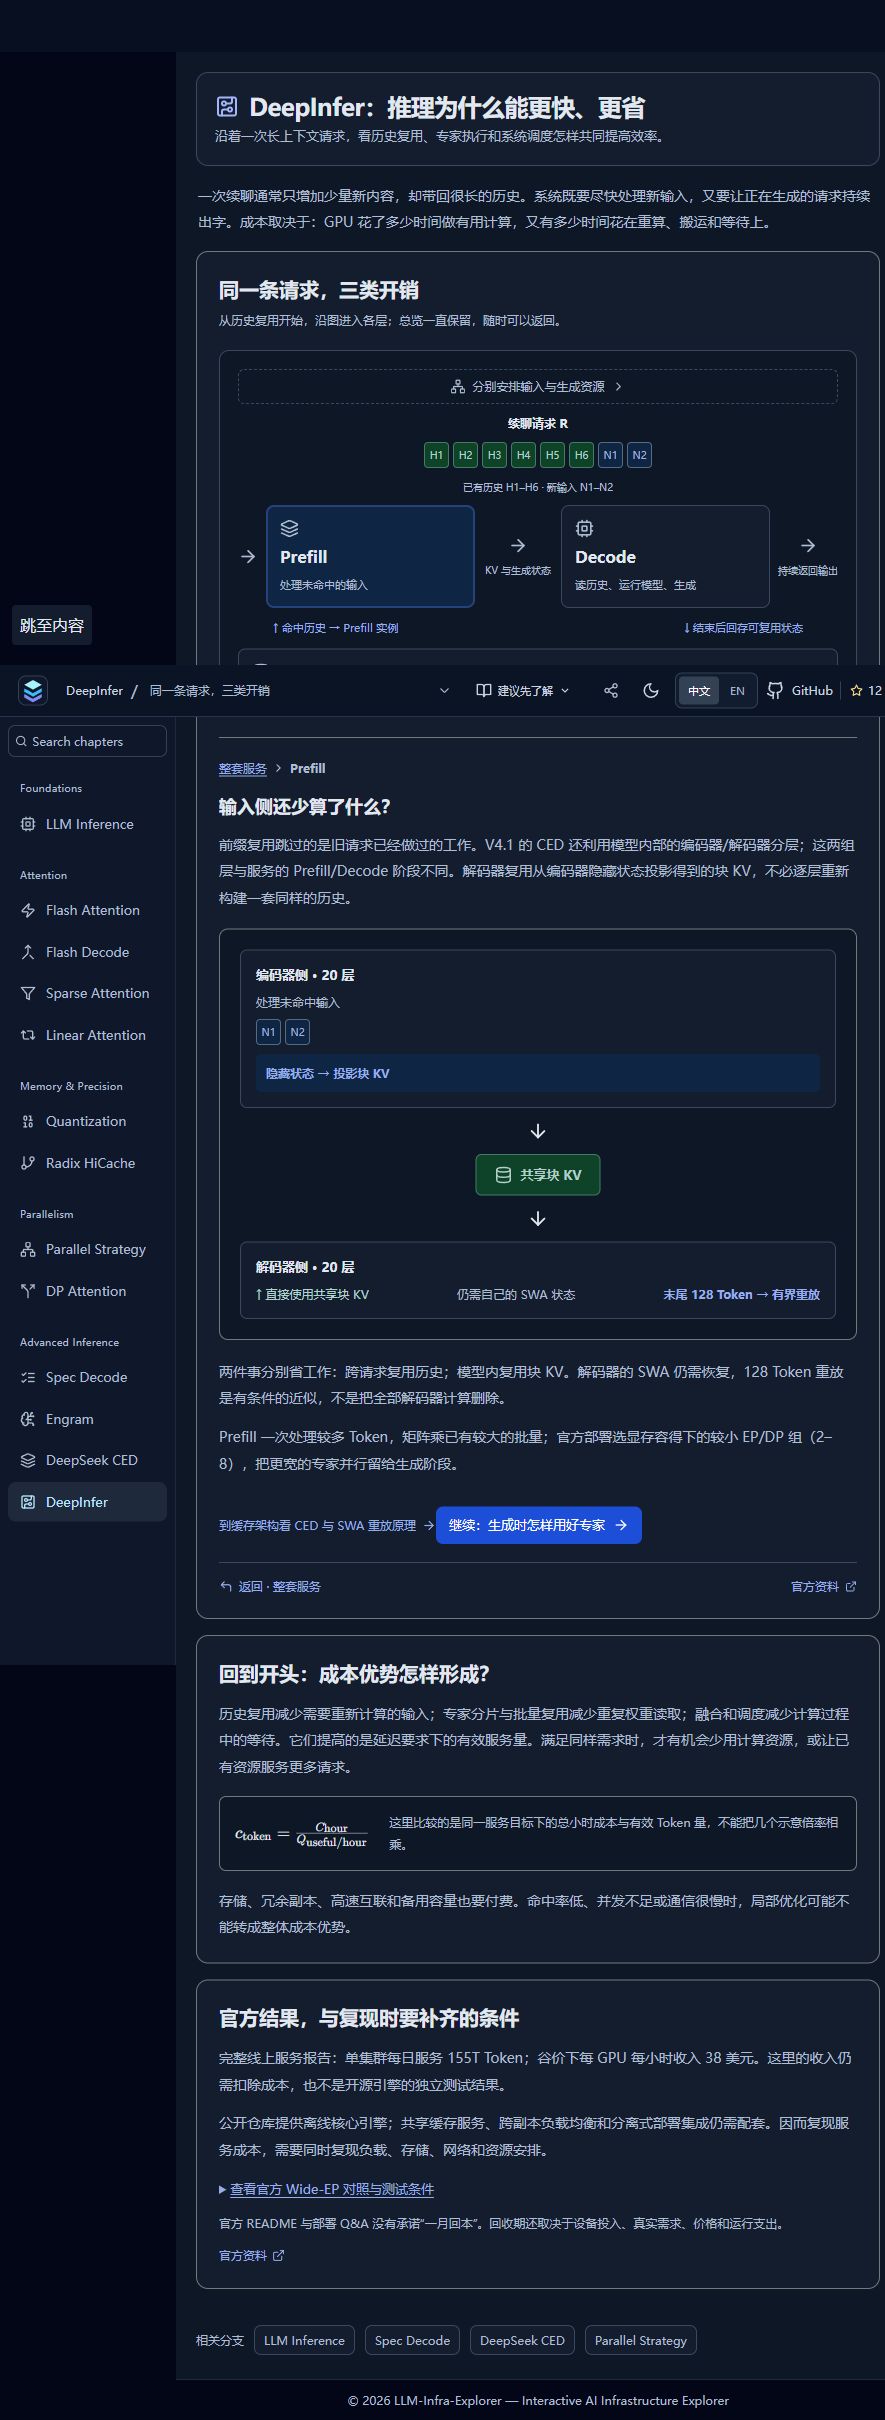 DeepInfer：推理为什么能更快、更省
沿着一次长上下文请求，看历史复用、专家执行和系统调度怎样共同提高效率。
一次续聊通常只增加少量新内容，却带回很长的历史。系统既要尽快处理新输入，又要让正在生成的请求持续
出字。成本取决于：GPU 花了多少时间做有用计算，又有多少时间花在重算、搬运和等待上。
同一条请求，三类开销
从历史复用开始，沿图进入各层；总览一直保留，随时可以返回。
分别安排输入与生成资源
续聊请求 R
H1 H2 H3 H4 H5 H6 N1 N2
已有历史 H1–H6 · 新输入 N1–N2
Prefill
处理未命中的输入
KV 与生成状态
Decode
读历史、运行模型、生成
持续返回输出
↑ 命中历史 → Prefill 实例
↓ 结束后回存可复用状态
跳至内容
DeepInfer / 同一条请求，三类开销
建议先了解
中文 EN
GitHub
12
Search chapters
Foundations
LLM Inference
Attention
Flash Attention
Flash Decode
Sparse Attention
Linear Attention
Memory & Precision
Quantization
Radix HiCache
Parallelism
Parallel Strategy
DP Attention
Advanced Inference
Spec Decode
Engram
DeepSeek CED
DeepInfer
整套服务 > Prefill
输入侧还少算了什么？
前缀复用跳过的是旧请求已经做过的工作。V4.1 的 CED 还利用模型内部的编码器/解码器分层；这两组
层与服务的 Prefill/Decode 阶段不同。解码器复用从编码器隐藏状态投影得到的块 KV，不必逐层重新
构建一套同样的历史。
编码器侧 • 20 层
处理未命中输入
N1 N2
隐藏状态 → 投影块 KV
共享块 KV
解码器侧 • 20 层
↑ 直接使用共享块 KV
仍需自己的 SWA 状态
末尾 128 Token → 有界重放
两件事分别省工作：跨请求复用历史；模型内复用块 KV。解码器的 SWA 仍需恢复，128 Token 重放
是有条件的近似，不是把全部解码器计算删除。
Prefill 一次处理较多 Token，矩阵乘已有较大的批量；官方部署选显存容得下的较小 EP/DP 组（2–
8），把更宽的专家并行留给生成阶段。
到缓存架构看 CED 与 SWA 重放原理 →
继续：生成时怎样用好专家 →
返回 · 整套服务
官方资料
回到开头：成本优势怎样形成？
历史复用减少需要重新计算的输入；专家分片与批量复用减少重复权重读取；融合和调度减少计算过程
中的等待。它们提高的是延迟要求下的有效服务量。满足同样需求时，才有机会少用计算资源，或让已
有资源服务更多请求。
c_token = C_hour / Q_useful/hour
这里比较的是同一服务目标下的总小时成本与有效 Token 量，不能把几个示意倍率相
乘。
存储、冗余副本、高速互联和备用容量也要付费。命中率低、并发不足或通信很慢时，局部优化可能不
能转成整体成本优势。
官方结果，与复现时要补齐的条件
完整线上服务报告：单集群每日服务 155T Token；谷价下每 GPU 每小时收入 38 美元。这里的收入仍
需扣除成本，也不是开源引擎的独立测试结果。
公开仓库提供离线核心引擎；共享缓存服务、跨副本负载均衡和分离式部署集成仍需配套。因而复现服
务成本，需要同时复现负载、存储、网络和资源安排。
▶ 查看官方 Wide-EP 对照与测试条件
官方 README 与部署 Q&A 没有承诺“一月回本”。回收期还取决于设备投入、真实需求、价格和运行支出。
官方资料
相关分支 LLM Inference Spec Decode DeepSeek CED Parallel Strategy
© 2026 LLM-Infra-Explorer — Interactive AI Infrastructure Explorer